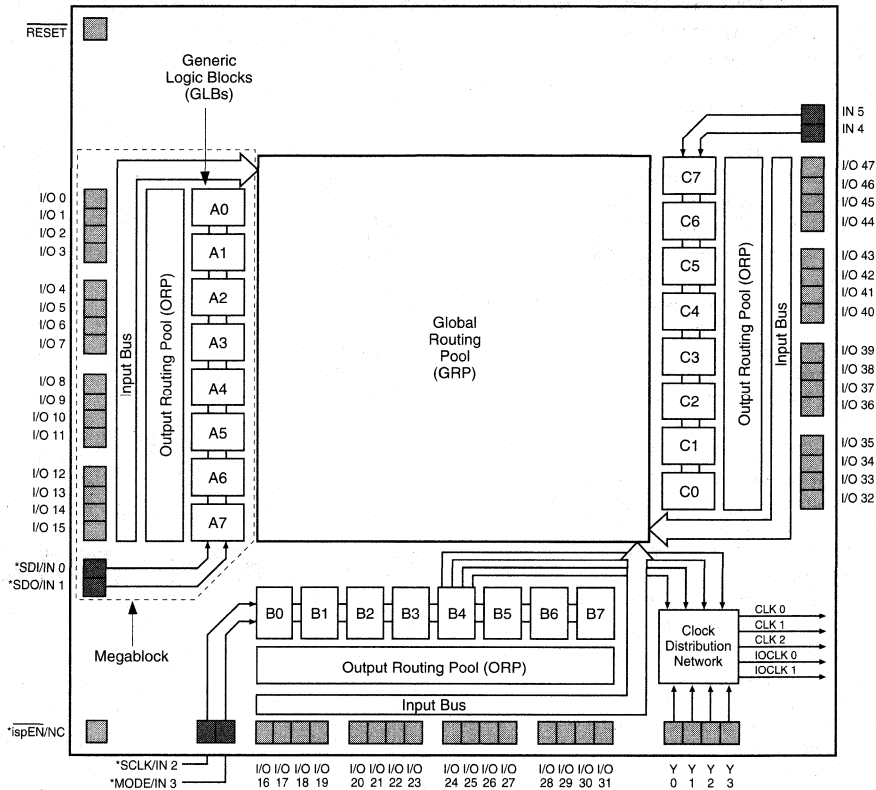 RESET
Generic
Logic Blocks
(GLBs)
IN 5
IN 4
I/O 0
I/O 1
I/O 2
I/O 3
I/O 4
I/O 5
I/O 6
I/O 7
I/O 8
I/O 9
I/O 10
I/O 11
I/O 12
I/O 13
I/O 14
I/O 15
*SDI/IN 0
*SDO/IN 1
Input Bus
Output Routing Pool (ORP)
A0
A1
A2
A3
A4
A5
A6
A7
Global
Routing
Pool
(GRP)
C7
C6
C5
C4
C3
C2
C1
C0
Output Routing Pool (ORP)
Input Bus
I/O 47
I/O 46
I/O 45
I/O 44
I/O 43
I/O 42
I/O 41
I/O 40
I/O 39
I/O 38
I/O 37
I/O 36
I/O 35
I/O 34
I/O 33
I/O 32
Megablock
B0 B1 B2 B3 B4 B5 B6 B7
Output Routing Pool (ORP)
Input Bus
Clock
Distribution
Network
CLK 0
CLK 1
CLK 2
IOCLK 0
IOCLK 1
*ispEN/NC
*SCLK/IN 2
*MODE/IN 3
I/O I/O I/O I/O I/O I/O I/O I/O I/O I/O I/O I/O I/O I/O I/O I/O Y Y Y Y
16 17 18 19 20 21 22 23 24 25 26 27 28 29 30 31 0 1 2 3